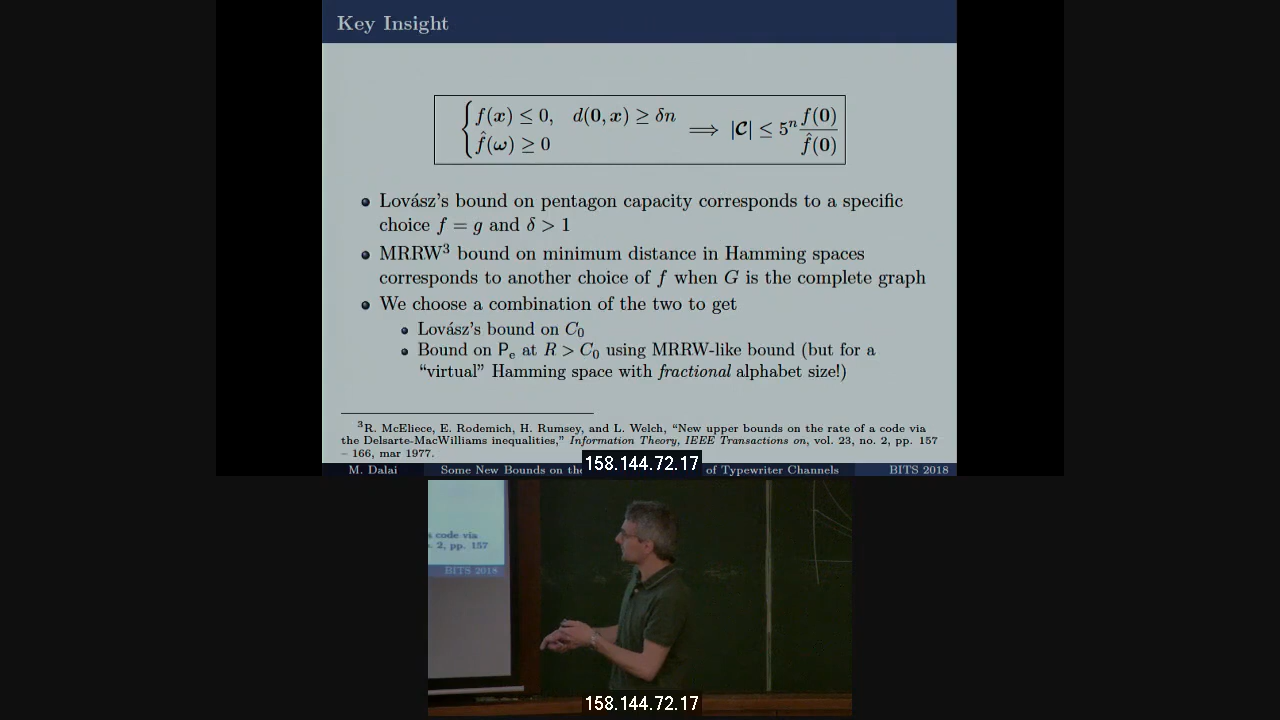 Key Insight
f(x) ≤ 0, d(0, x) ≥ δn
f̂(ω) ≥ 0
⟹ |C| ≤ 5ⁿ f(0)/f̂(0)
Lovász's bound on pentagon capacity corresponds to a specific
choice f = g and δ > 1
MRRW³ bound on minimum distance in Hamming spaces
corresponds to another choice of f when G is the complete graph
We choose a combination of the two to get
Lovász's bound on C₀
Bound on Pₑ at R > C₀ using MRRW-like bound (but for a
"virtual" Hamming space with fractional alphabet size!)
³R. McEliece, E. Rodemich, H. Rumsey, and L. Welch, "New upper bounds on the rate of a code via
the Delsarte-MacWilliams inequalities," Information Theory, IEEE Transactions on, vol. 23, no. 2, pp. 157
– 166, mar 1977.
M. Dalai Some New Bounds on the of Typewriter Channels BITS 2018
158.144.72.17
s code via
. 2, pp. 157
BITS 2018
158.144.72.17